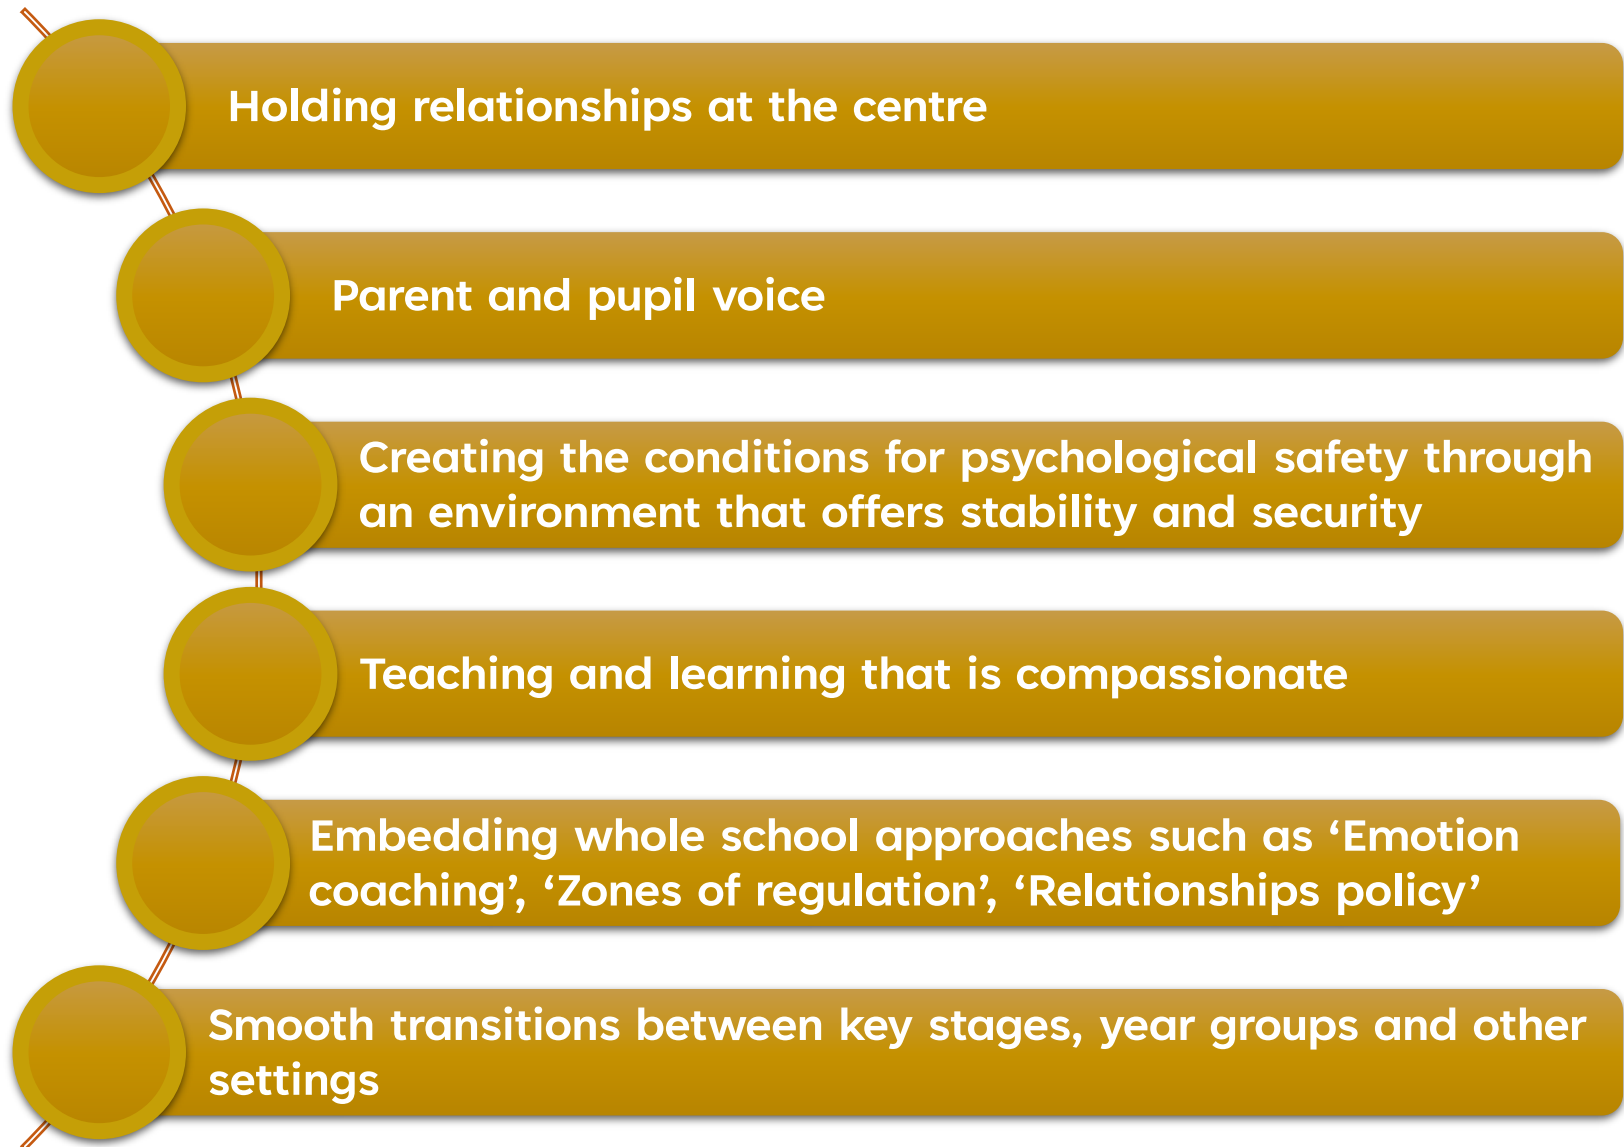 Holding relationships at the centre
Parent and pupil voice
Creating the conditions for psychological safety through
an environment that offers stability and security
Teaching and learning that is compassionate
Embedding whole school approaches such as ‘Emotion
coaching’, ‘Zones of regulation’, ‘Relationships policy’
Smooth transitions between key stages, year groups and other
settings